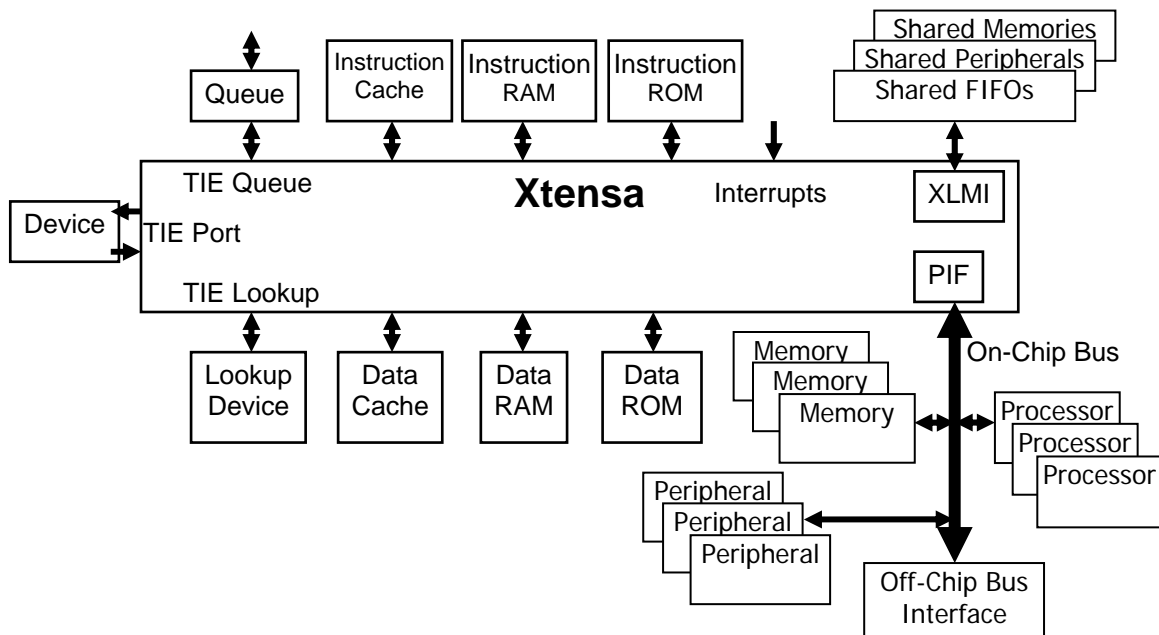 Shared Memories
Shared Peripherals
Shared FIFOs
Queue
Instruction
Cache
Instruction
RAM
Instruction
ROM
TIE Queue
Xtensa
Interrupts
XLMI
Device
TIE Port
PIF
TIE Lookup
Lookup
Device
Data
Cache
Data
RAM
Data
ROM
On-Chip Bus
Memory
Memory
Memory
Processor
Processor
Processor
Peripheral
Peripheral
Peripheral
Off-Chip Bus
Interface